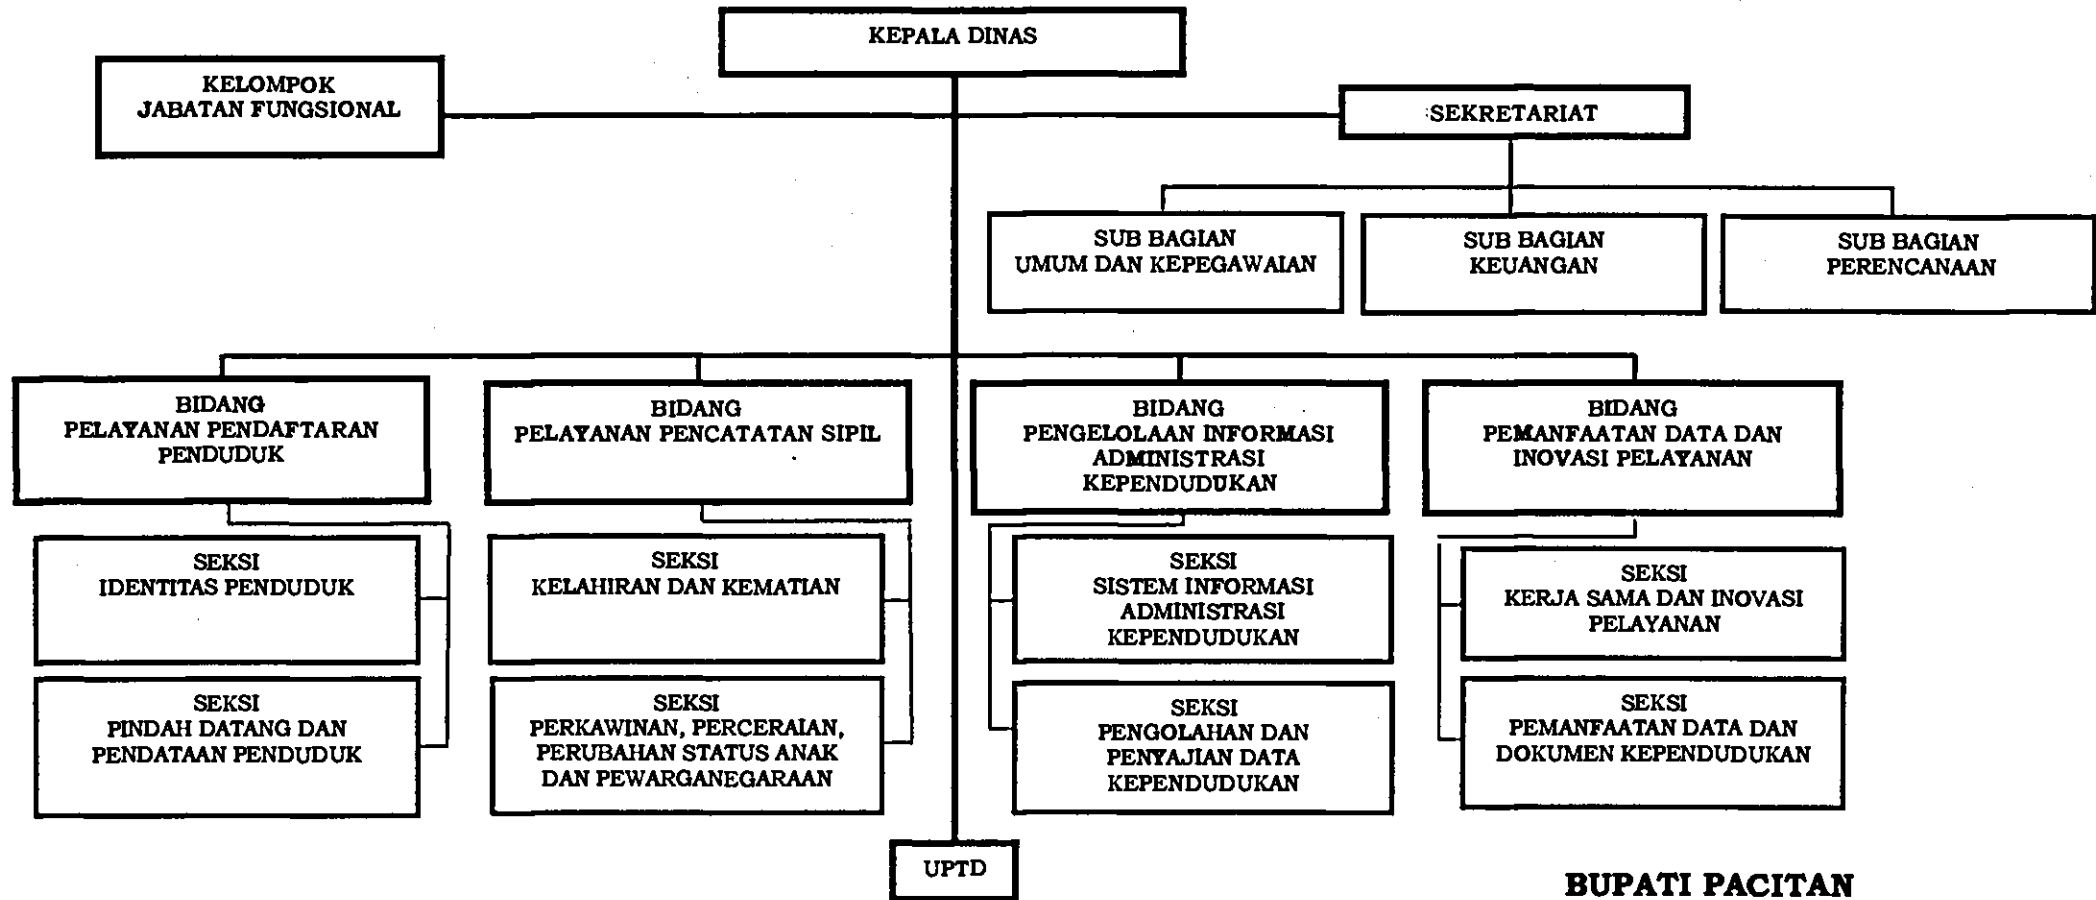 KEPALA DINAS
KELOMPOK
JABATAN FUNGSIONAL
SEKRETARIAT
SUB BAGIAN
UMUM DAN KEPEGAWAIAN
SUB BAGIAN
KEUANGAN
SUB BAGIAN
PERENCANAAN
BIDANG
PELAYANAN PENDAFTARAN
PENDUDUK
BIDANG
PELAYANAN PENCATATAN SIPIL
BIDANG
PENGELOLAAN INFORMASI
ADMINISTRASI
KEPENDUDUKAN
BIDANG
PEMANFAATAN DATA DAN
INOVASI PELAYANAN
SEKSI
IDENTITAS PENDUDUK
SEKSI
KELAHIRAN DAN KEMATIAN
SEKSI
SISTEM INFORMASI
ADMINISTRASI
KEPENDUDUKAN
SEKSI
KERJA SAMA DAN INOVASI
PELAYANAN
SEKSI
PINDAH DATANG DAN
PENDATAAN PENDUDUK
SEKSI
PERKAWINAN, PERCERAIAN,
PERUBAHAN STATUS ANAK
DAN PEWARGANEGARAAN
SEKSI
PENGOLAHAN DAN
PENYAJIAN DATA
KEPENDUDUKAN
SEKSI
PEMANFAATAN DATA DAN
DOKUMEN KEPENDUDUKAN
UPTD
BUPATI PACITAN